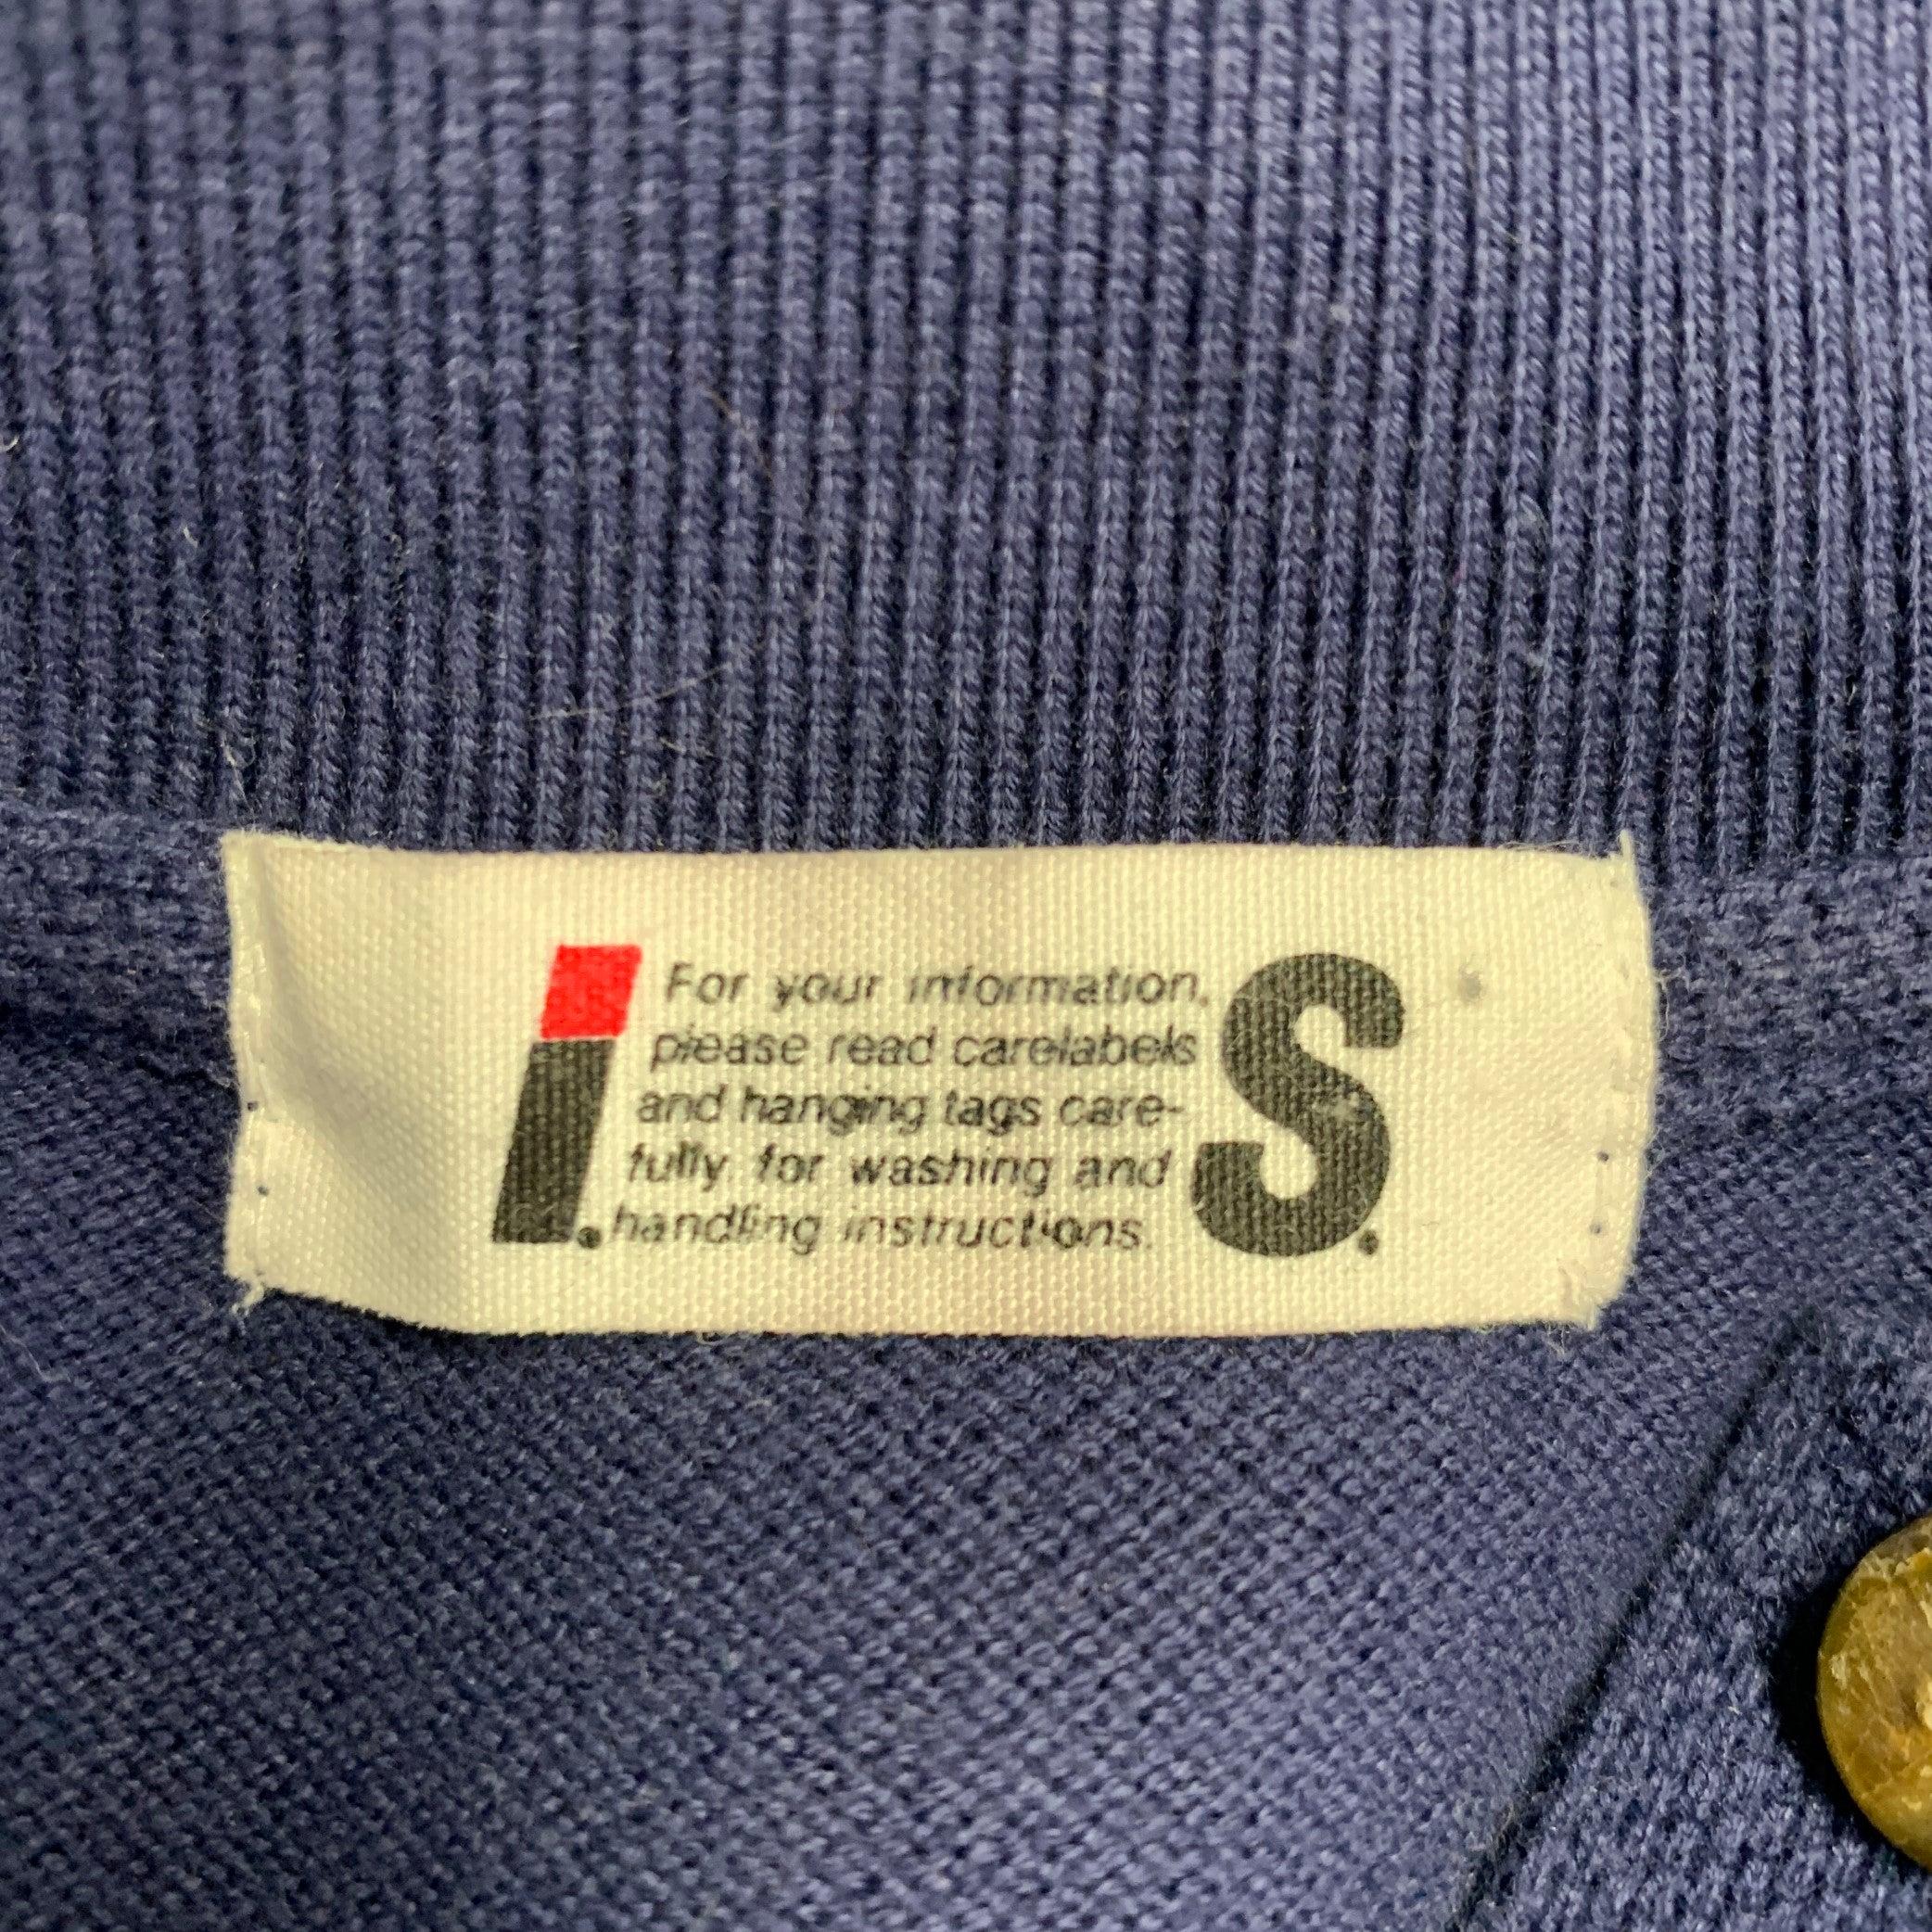 i. S.
For your information,
please read carelabels
and hanging tags care-
fully, for washing and
handling instructions.